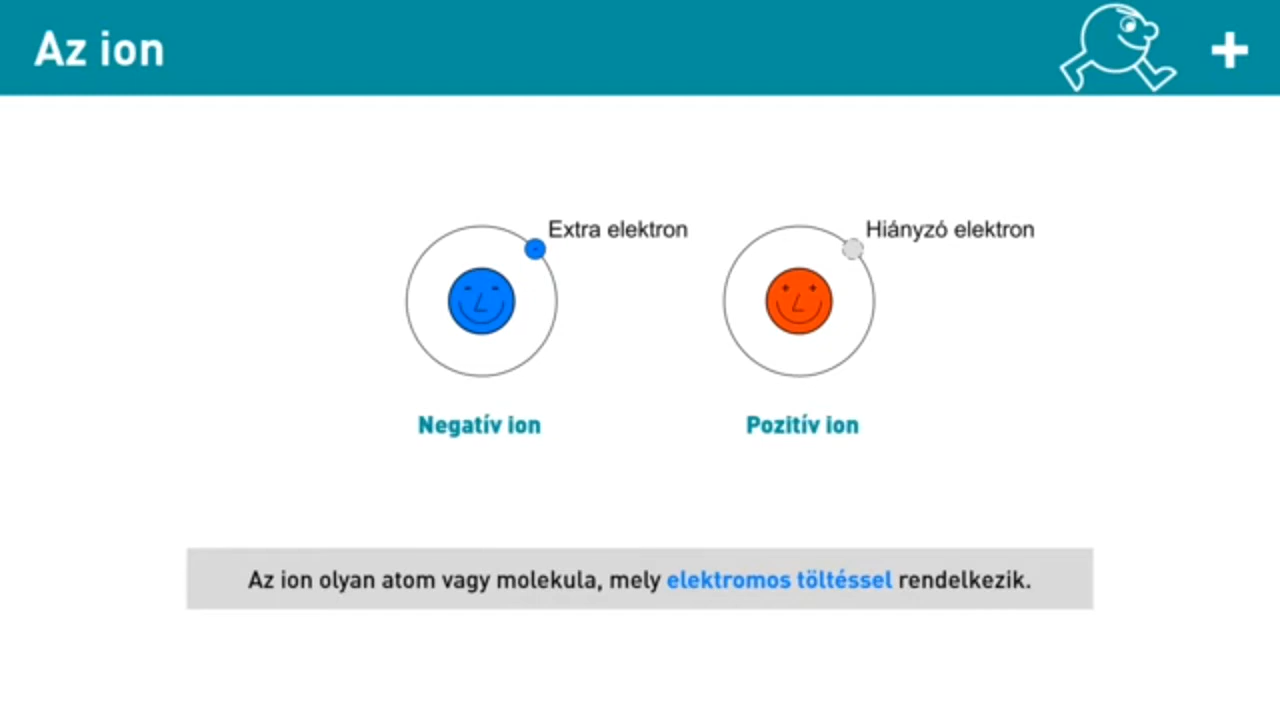 Az ion
Extra elektron
Hiányzó elektron
Negatív ion
Pozitív ion
Az ion olyan atom vagy molekula, mely elektromos töltéssel rendelkezik.